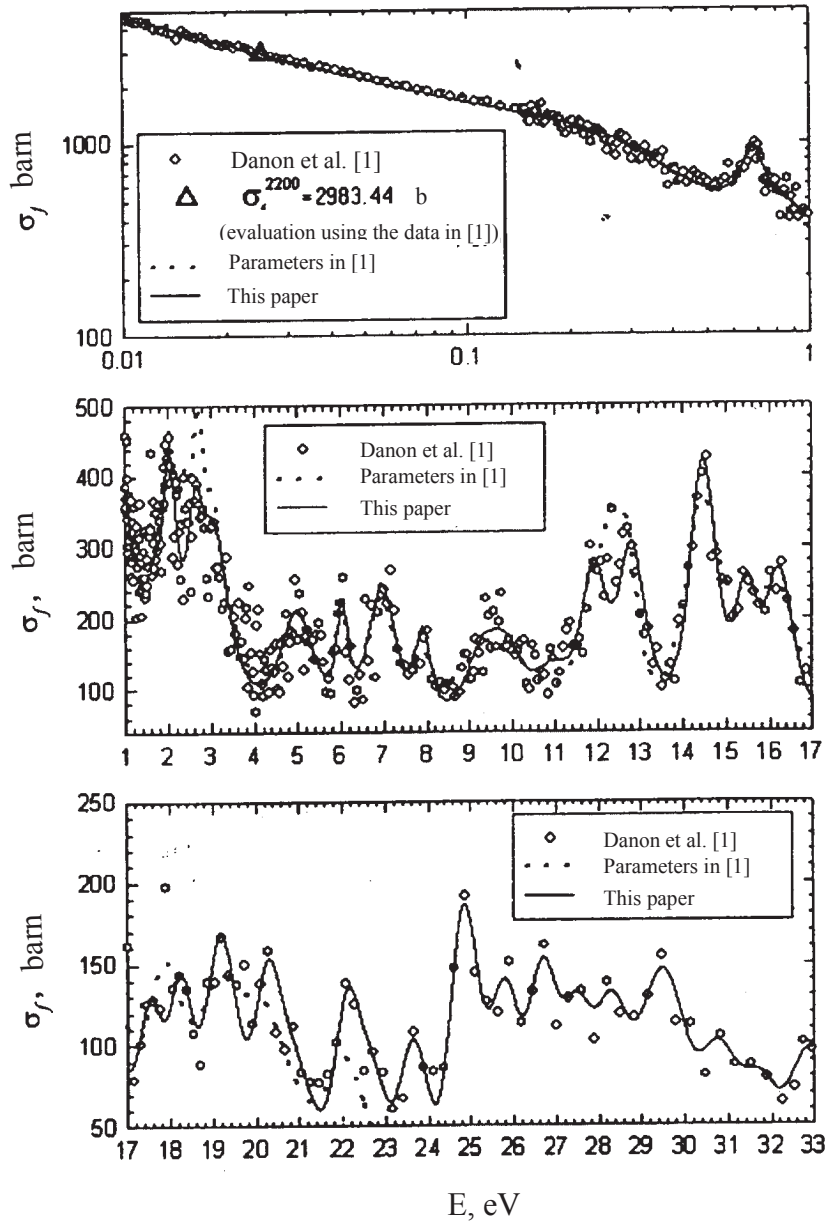 σf barn
1000
100
Danon et al. [1]
σ 2200 = 2983.44 b
(evaluation using the data in [1])
Parameters in [1]
This paper
0.01 0.1 1
σf, barn
500
400
300
200
100
Danon et al. [1]
Parameters in [1]
This paper
1 2 3 4 5 6 7 8 9 10 11 12 13 14 15 16 17
σf, barn
250
200
150
100
50
Danon et al. [1]
Parameters in [1]
This paper
17 18 19 20 21 22 23 24 25 26 27 28 29 30 31 32 33
E, eV